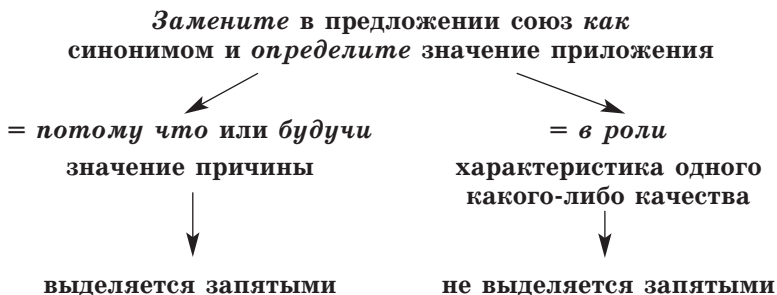 Замените в предложении союз как
синонимом и определите значение приложения
= потому что или будучи
значение причины
выделяется запятыми
= в роли
характеристика одного
какого-либо качества
не выделяется запятыми